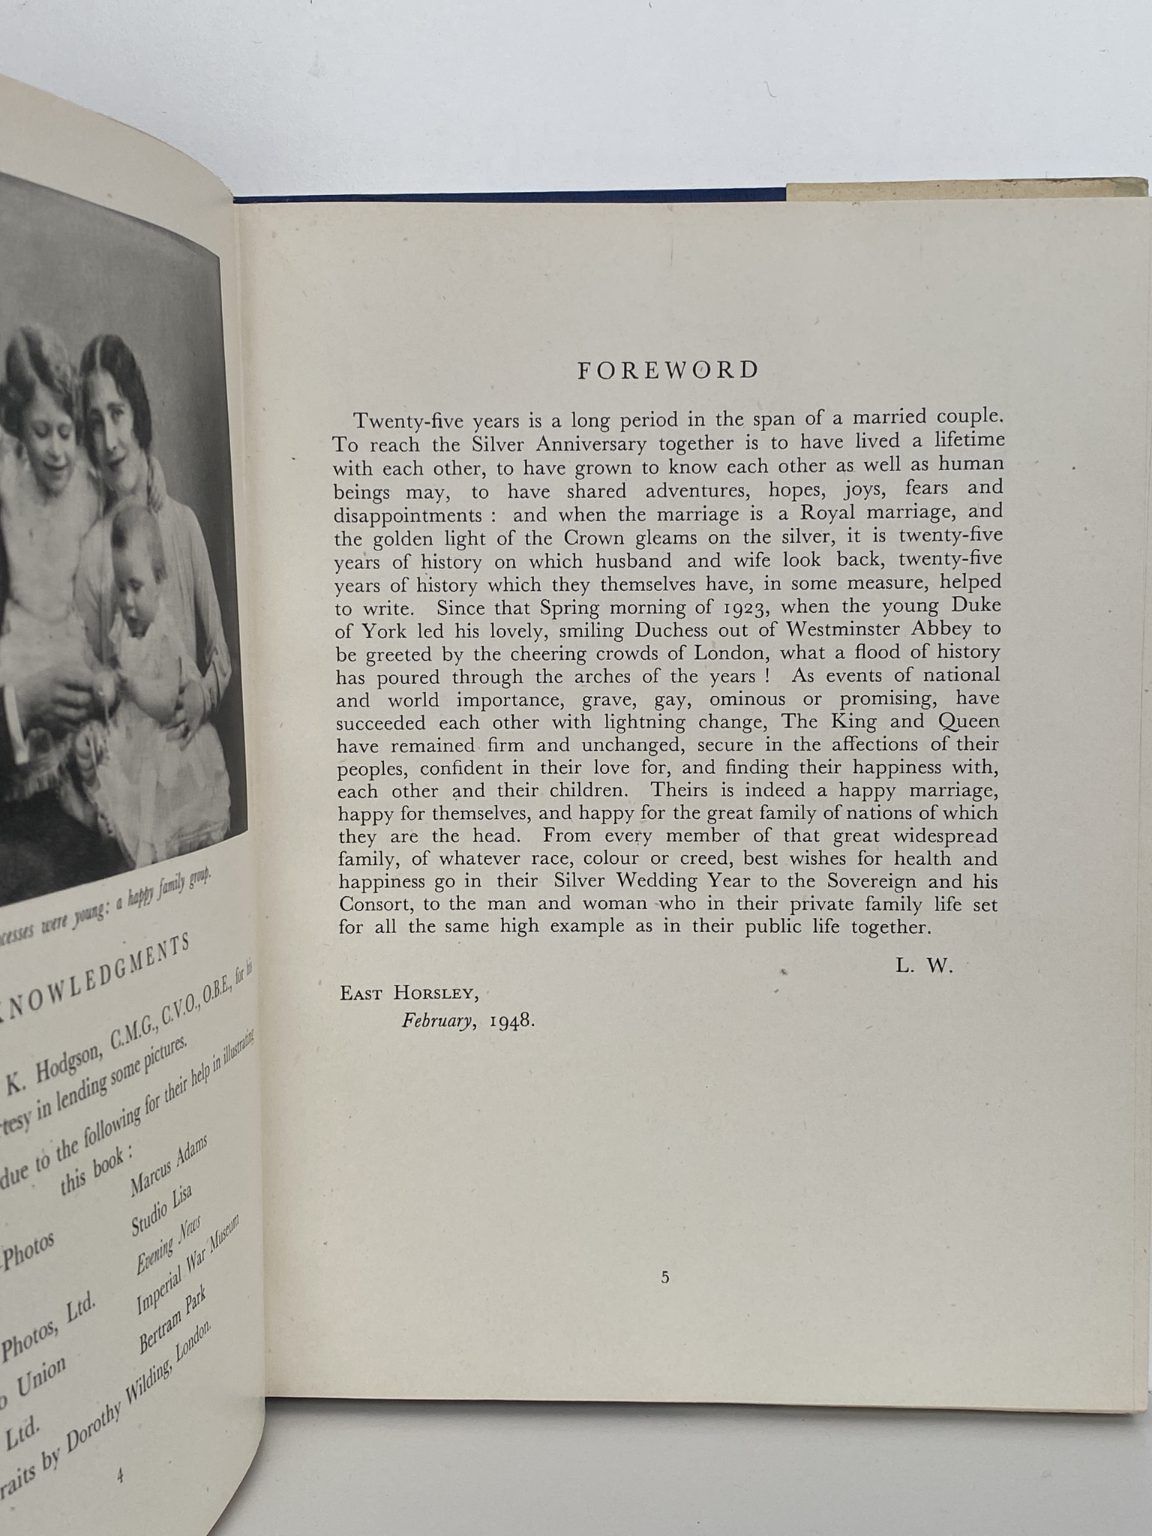 cesses were young: a happy family group.
KNOWLEDGMENTS
K. Hodgson, C.M.G., C.V.O., O.B.E., for his
tesy in lending some pictures.
due to the following for their help in illustrating
this book :
Marcus Adams
Studio Lisa
Photos
Evening News
Imperial War Museum
Photos, Ltd.
Bertram Park
Union
Ltd.
raits by Dorothy Wilding, London.
4
FOREWORD
Twenty-five years is a long period in the span of a married couple.
To reach the Silver Anniversary together is to have lived a lifetime
with each other, to have grown to know each other as well as human
beings may, to have shared adventures, hopes, joys, fears and
disappointments : and when the marriage is a Royal marriage, and
the golden light of the Crown gleams on the silver, it is twenty-five
years of history on which husband and wife look back, twenty-five
years of history which they themselves have, in some measure, helped
to write. Since that Spring morning of 1923, when the young Duke
of York led his lovely, smiling Duchess out of Westminster Abbey to
be greeted by the cheering crowds of London, what a flood of history
has poured through the arches of the years ! As events of national
and world importance, grave, gay, ominous or promising, have
succeeded each other with lightning change, The King and Queen
have remained firm and unchanged, secure in the affections of their
peoples, confident in their love for, and finding their happiness with,
each other and their children. Theirs is indeed a happy marriage,
happy for themselves, and happy for the great family of nations of which
they are the head. From every member of that great widespread
family, of whatever race, colour or creed, best wishes for health and
happiness go in their Silver Wedding Year to the Sovereign and his
Consort, to the man and woman who in their private family life set
for all the same high example as in their public life together.
L. W.
East Horsley,
February, 1948.
5